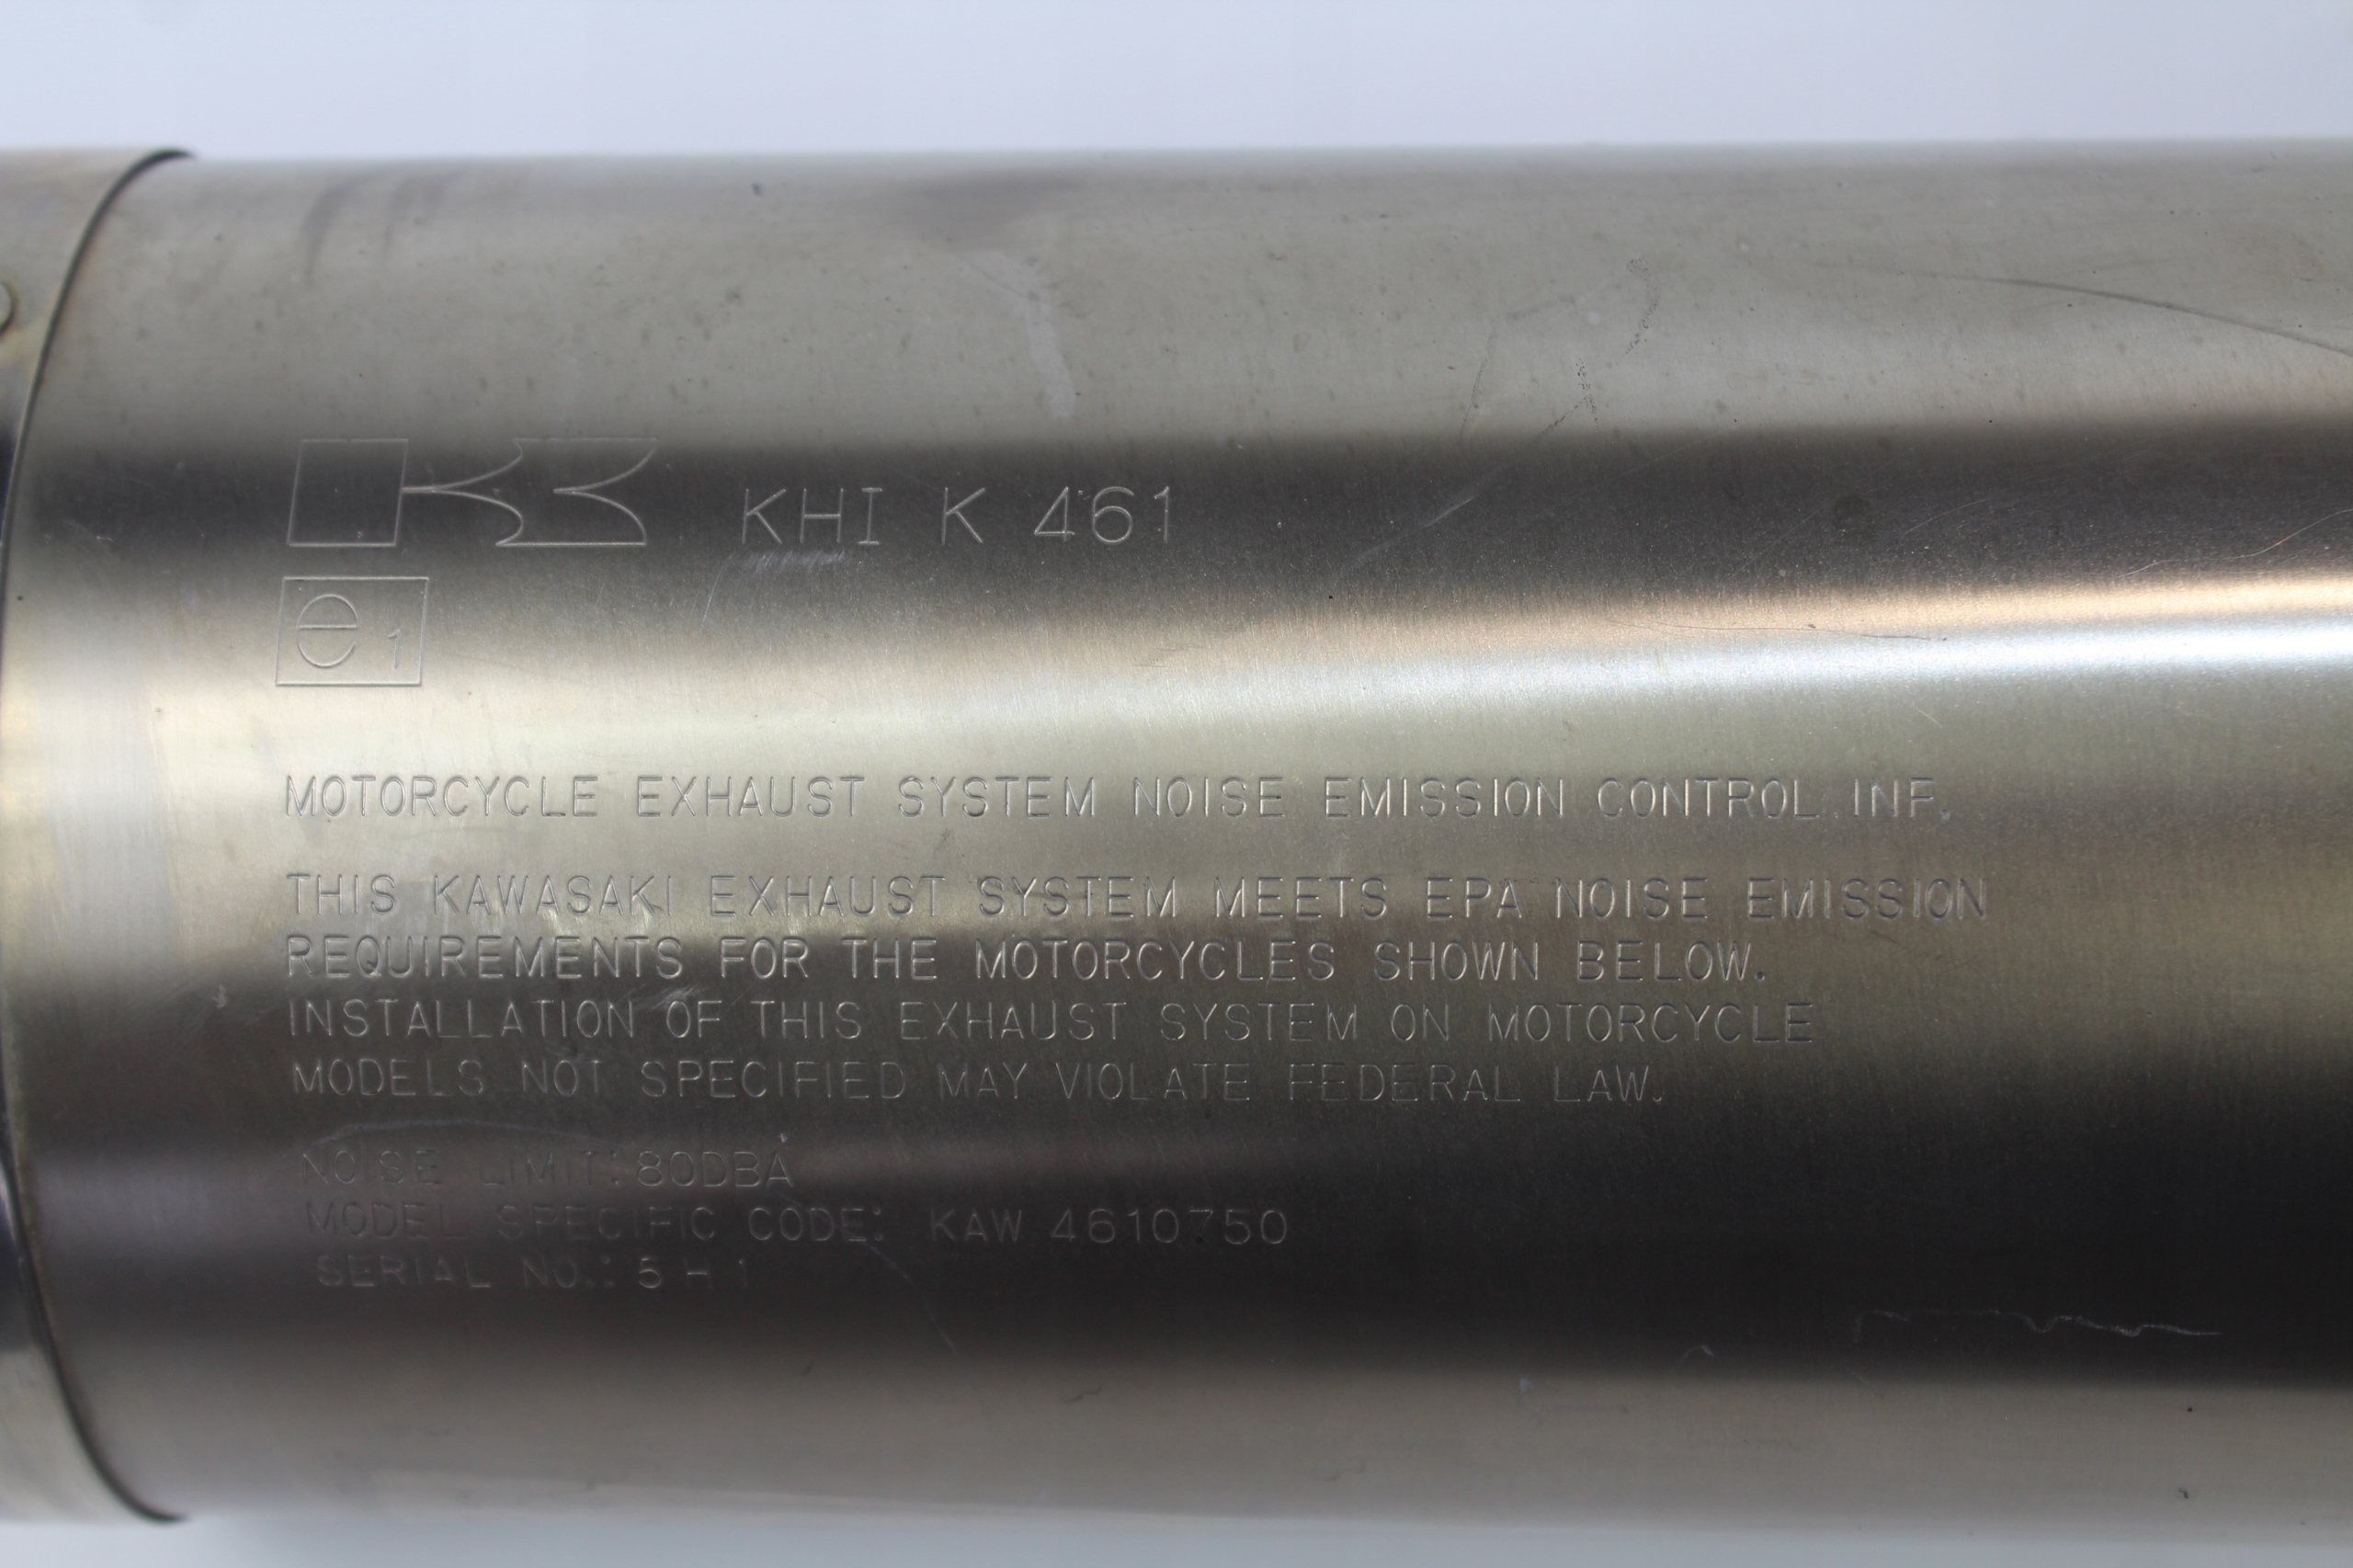 K KHI K 461
e1
MOTORCYCLE EXHAUST SYSTEM NOISE EMISSION CONTROL INF.
THIS KAWASAKI EXHAUST SYSTEM MEETS EPA NOISE EMISSION
REQUIREMENTS FOR THE MOTORCYCLES SHOWN BELOW.
INSTALLATION OF THIS EXHAUST SYSTEM ON MOTORCYCLE
MODELS NOT SPECIFIED MAY VIOLATE FEDERAL LAW.
NOISE LIMIT:80DBA
MODEL SPECIFIC CODE: KAW 4610750
SERIAL NO.: 5 H 1